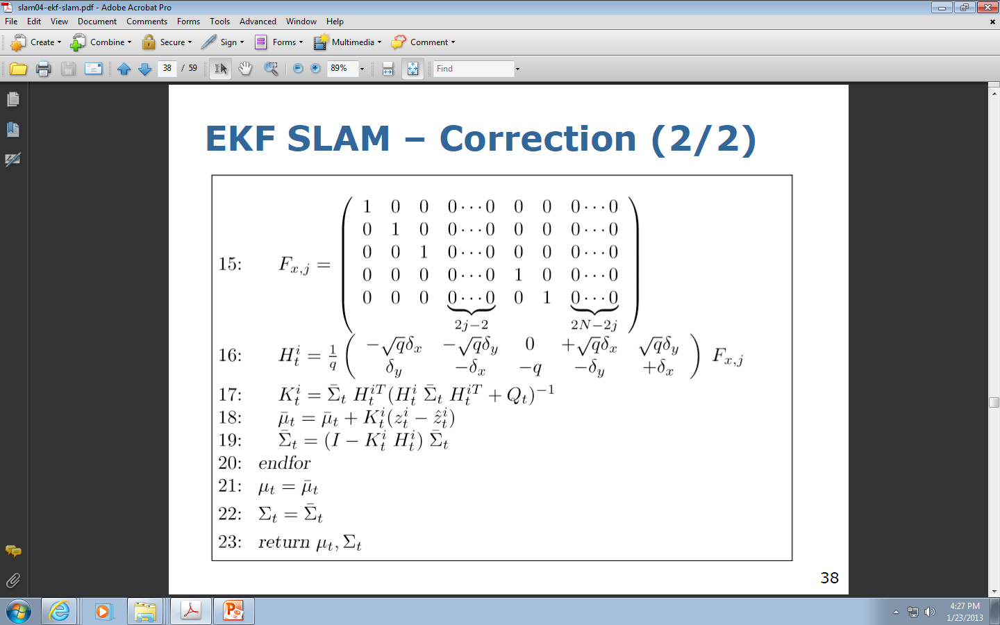 slam04-ekf-slam.pdf - Adobe Acrobat Pro
File Edit View Document Comments Forms Tools Advanced Window Help
Create Combine Secure Sign Forms Multimedia Comment
38 / 59 89% Find
EKF SLAM – Correction (2/2)
15: F_{x,j} =
1 0 0 0···0 0 0 0···0
0 1 0 0···0 0 0 0···0
0 0 1 0···0 0 0 0···0
0 0 0 0···0 1 0 0···0
0 0 0 0···0 0 1 0···0
2j−2 2N−2j
16: H_t^i = 1/q ( −√qδ_x −√qδ_y 0 +√qδ_x √qδ_y
δ_y −δ_x −q −δ_y +δ_x ) F_{x,j}
17: K_t^i = Σ̄_t H_t^{iT} (H_t^i Σ̄_t H_t^{iT} + Q_t)^{−1}
18: μ̄_t = μ̄_t + K_t^i (z_t^i − ẑ_t^i)
19: Σ̄_t = (I − K_t^i H_t^i) Σ̄_t
20: endfor
21: μ_t = μ̄_t
22: Σ_t = Σ̄_t
23: return μ_t, Σ_t
38
4:27 PM
1/23/2013